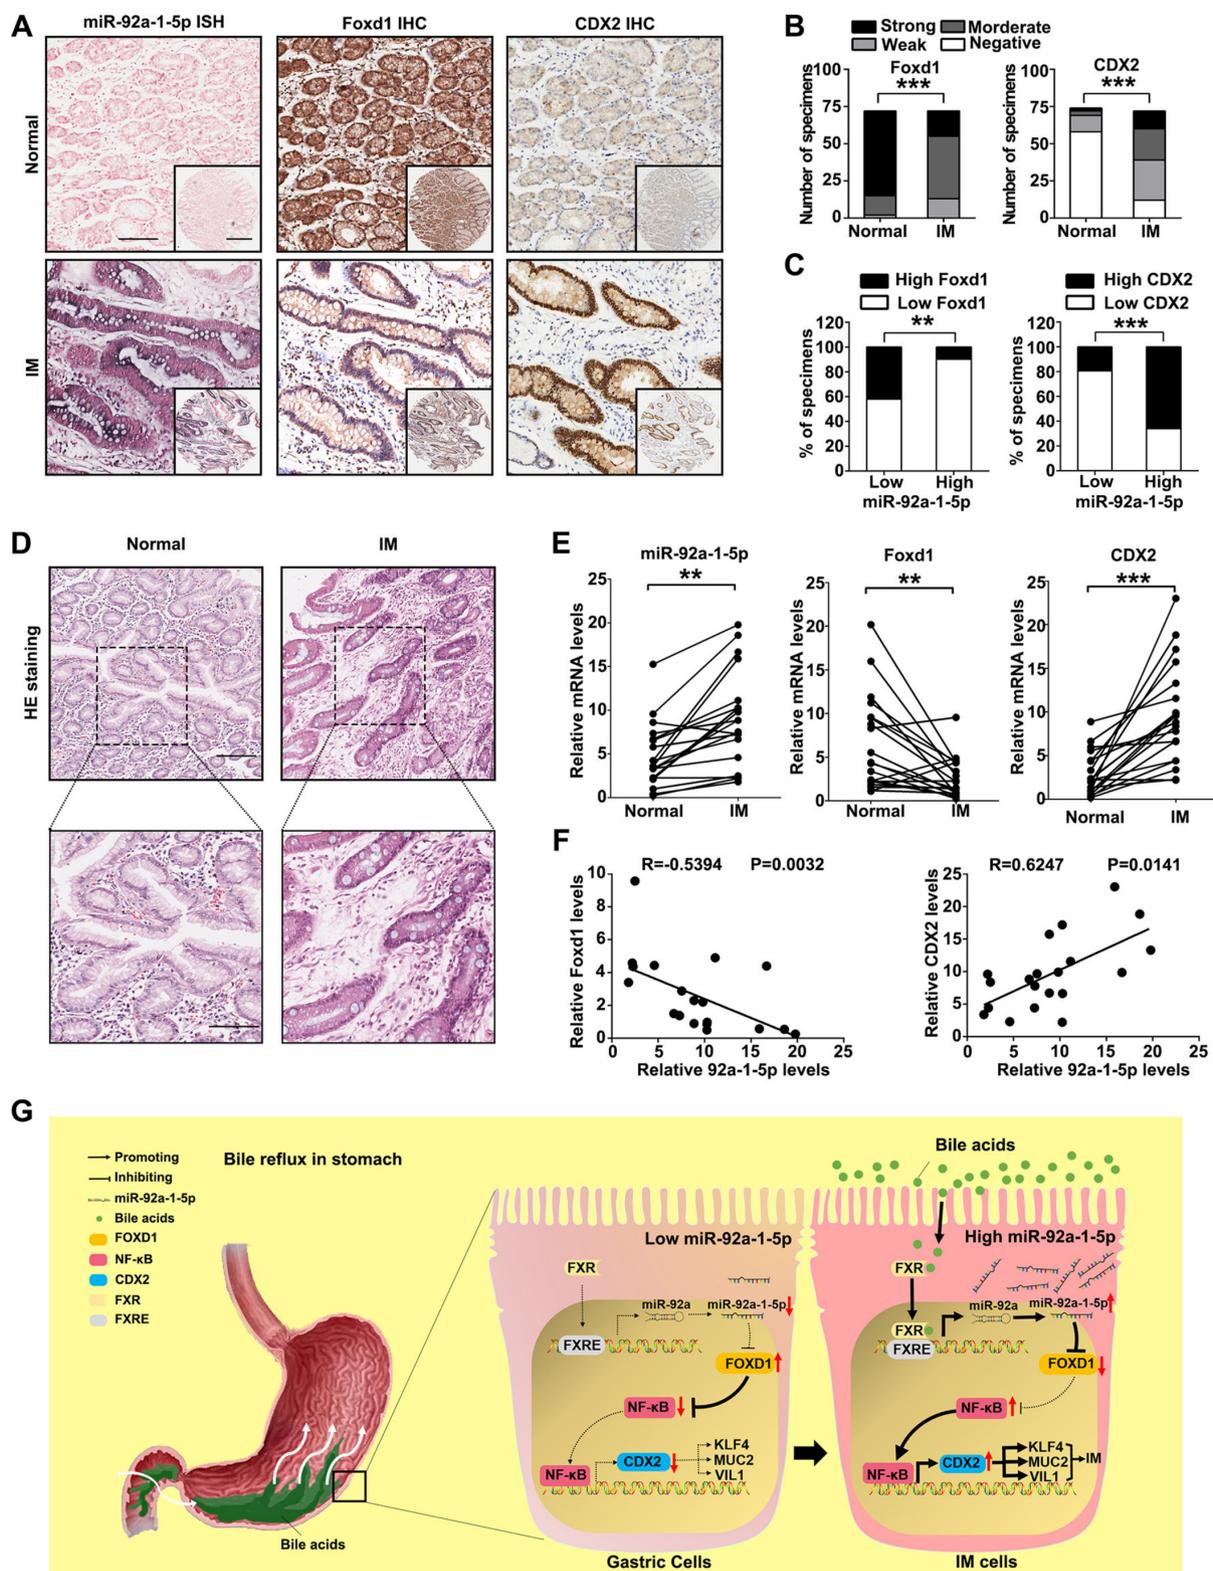 A
miR-92a-1-5p ISH
Foxd1 IHC
CDX2 IHC
Normal
IM
B
Strong
Morderate
Weak
Negative
Foxd1
***
Number of specimens
100
75
50
25
0
Normal
IM
CDX2
***
Number of specimens
100
75
50
25
0
Normal
IM
C
High Foxd1
Low Foxd1
**
% of specimens
120
100
80
60
40
20
0
Low
High
miR-92a-1-5p
High CDX2
Low CDX2
***
% of specimens
120
100
80
60
40
20
0
Low
High
miR-92a-1-5p
D
Normal
IM
HE staining
E
miR-92a-1-5p
**
Relative mRNA levels
25
20
15
10
5
0
Normal
IM
Foxd1
**
Relative mRNA levels
25
20
15
10
5
0
Normal
IM
CDX2
***
Relative mRNA levels
25
20
15
10
5
0
Normal
IM
F
R=-0.5394
P=0.0032
Relative Foxd1 levels
10
8
6
4
2
0
0
5
10
15
20
25
Relative 92a-1-5p levels
R=0.6247
P=0.0141
Relative CDX2 levels
25
20
15
10
5
0
0
5
10
15
20
25
Relative 92a-1-5p levels
G
Promoting
Inhibiting
miR-92a-1-5p
Bile acids
FOXD1
NF-κB
CDX2
FXR
FXRE
Bile reflux in stomach
Bile acids
Low miR-92a-1-5p
FXR
miR-92a
miR-92a-1-5p
FXRE
FOXD1
NF-κB
NF-κB
CDX2
KLF4
MUC2
VIL1
Gastric Cells
Bile acids
High miR-92a-1-5p
FXR
miR-92a
miR-92a-1-5p
FXR
FXRE
FOXD1
NF-κB
NF-κB
CDX2
KLF4
MUC2
VIL1
IM
IM cells